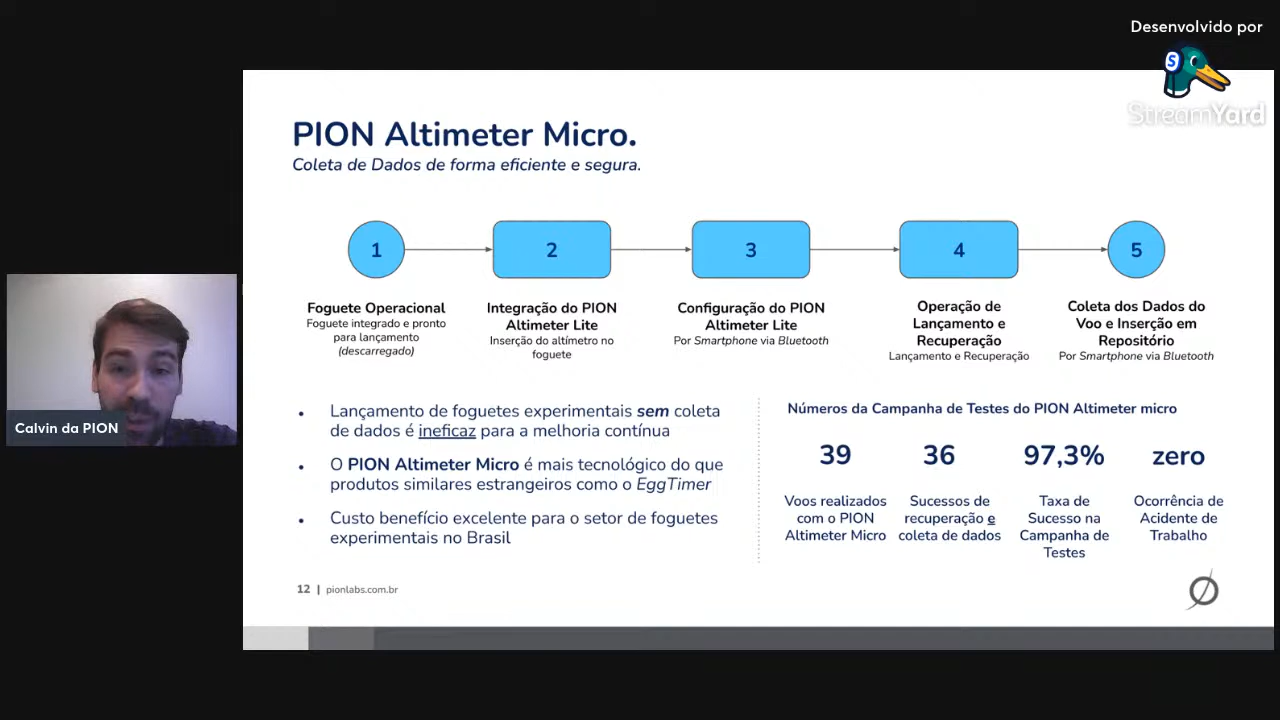 Desenvolvido por
StreamYard
PION Altimeter Micro.
Coleta de Dados de forma eficiente e segura.
1
2
3
4
5
Foguete Operacional
Foguete integrado e pronto
para lançamento
(descarregado)
Integração do PION
Altimeter Lite
Inserção do altímetro no
foguete
Configuração do PION
Altimeter Lite
Por Smartphone via Bluetooth
Operação de
Lançamento e
Recuperação
Lançamento e Recuperação
Coleta dos Dados do
Voo e Inserção em
Repositório
Por Smartphone via Bluetooth
Calvin da PION
• Lançamento de foguetes experimentais sem coleta
de dados é ineficaz para a melhoria contínua
• O PION Altimeter Micro é mais tecnológico do que
produtos similares estrangeiros como o EggTimer
• Custo benefício excelente para o setor de foguetes
experimentais no Brasil
Números da Campanha de Testes do PION Altimeter micro
39
Voos realizados
com o PION
Altimeter Micro
36
Sucessos de
recuperação e
coleta de dados
97,3%
Taxa de
Sucesso na
Campanha de
Testes
zero
Ocorrência de
Acidente de
Trabalho
12 | pionlabs.com.br